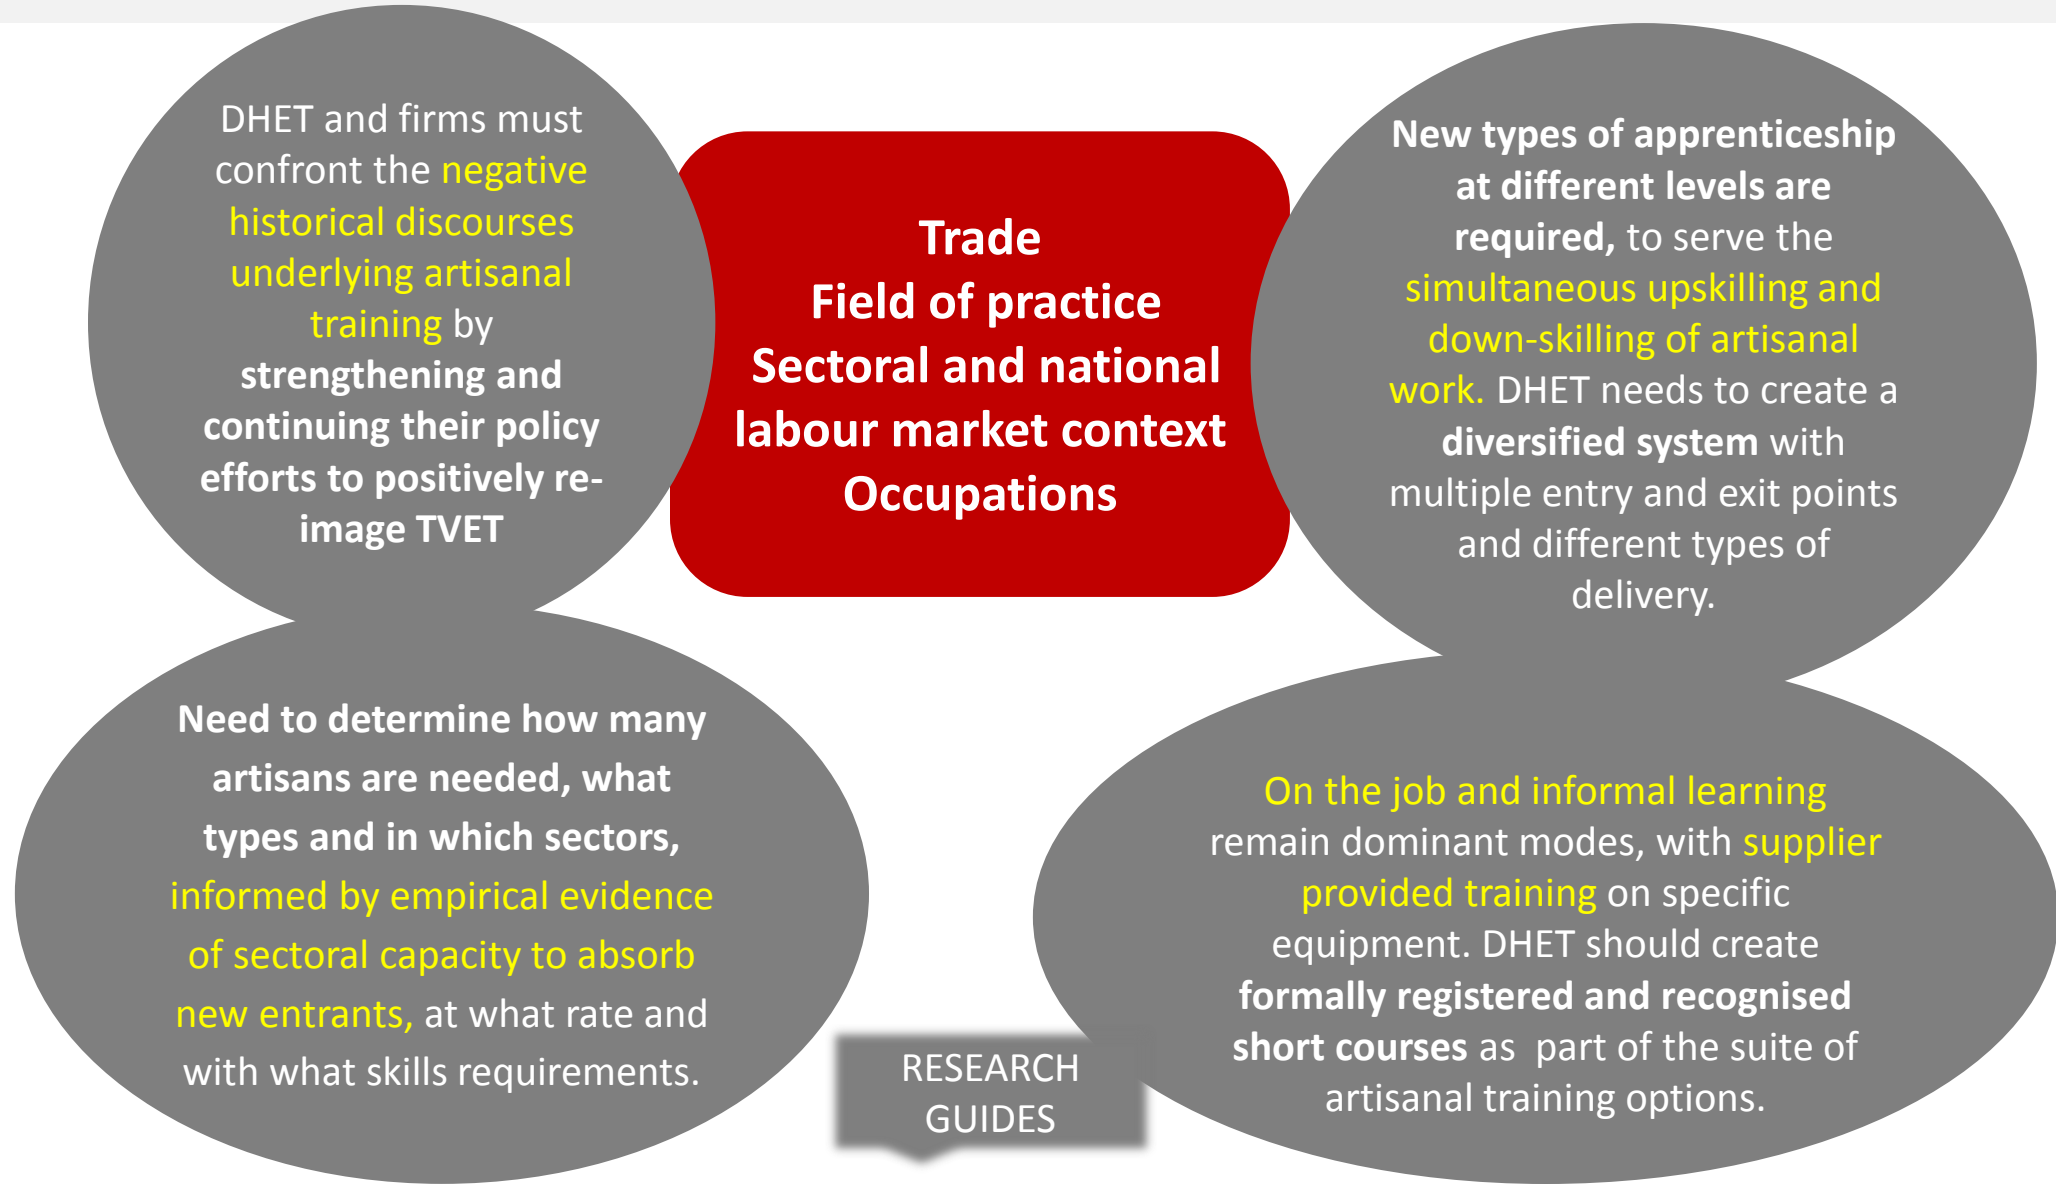 DHET and firms must
confront the negative
historical discourses
underlying artisanal
training by
strengthening and
continuing their policy
efforts to positively re-
image TVET
Trade
Field of practice
Sectoral and national
labour market context
Occupations
New types of apprenticeship
at different levels are
required, to serve the
simultaneous upskilling and
down-skilling of artisanal
work. DHET needs to create a
diversified system with
multiple entry and exit points
and different types of
delivery.
Need to determine how many
artisans are needed, what
types and in which sectors,
informed by empirical evidence
of sectoral capacity to absorb
new entrants, at what rate and
with what skills requirements.
On the job and informal learning
remain dominant modes, with supplier
provided training on specific
equipment. DHET should create
formally registered and recognised
short courses as part of the suite of
artisanal training options.
RESEARCH
GUIDES